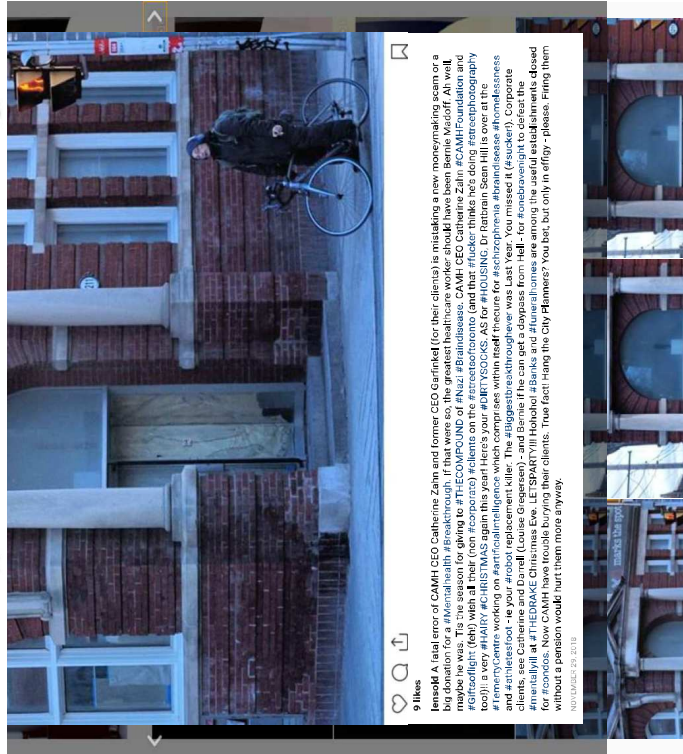 9 likes
lensold A fatal error of CAMH CEO Catherine Zahn and former CEO Garfinkel (for their clients) is mistaking a new moneymaking scam or a
big donation for a #Mentalhealth #Breakthrough. If that were so, the greatest healthcare worker should have been Bernie Madoff. Ah well,
maybe he was. Tis the season for giving to #THECOMPOUND of #Nazi #Braindisease. CAMH CEO Catherine Zahn #CAMHFoundation and
#Giftsoflight (feh!) wish all their (non #corporate) #clients on the #streetsoftoronto (and that #fucker thinks he's doing #streetphotography
too!)!! a very #HAIRY #CHRISTMAS again this year! Here's your #DIRTYSOCKS. AS for #HOUSING. Dr Ratbrain Sean Hill is over at the
#TemertyCentre working on #artificialintelligence which comprises within itself thecure for #schizophrenia #braindisease #homelessness
and #athletesfoot - ie your #robot replacement killer. The #Biggestbreakthroughever was Last Year. You missed it (#sucker!). Corporate
clients, see Catherine and Darrell (Louise Gregersen) - and Bernie if he can get a daypass from Hell - for #onebravenight to defeat the
#mentallyill at #THEDRAKE Christmas Eve. LETSPARTY!!! Hohoho! #Banks and #funeralhomes are among the useful establishments closed
for #condos. Now CAMH have trouble burying their clients. True fact! Hang the City Planners? You bet, but only in effigy - please. Firing them
without a pension would hurt them more anyway.
NOVEMBER 29, 2018
211
marks the spot